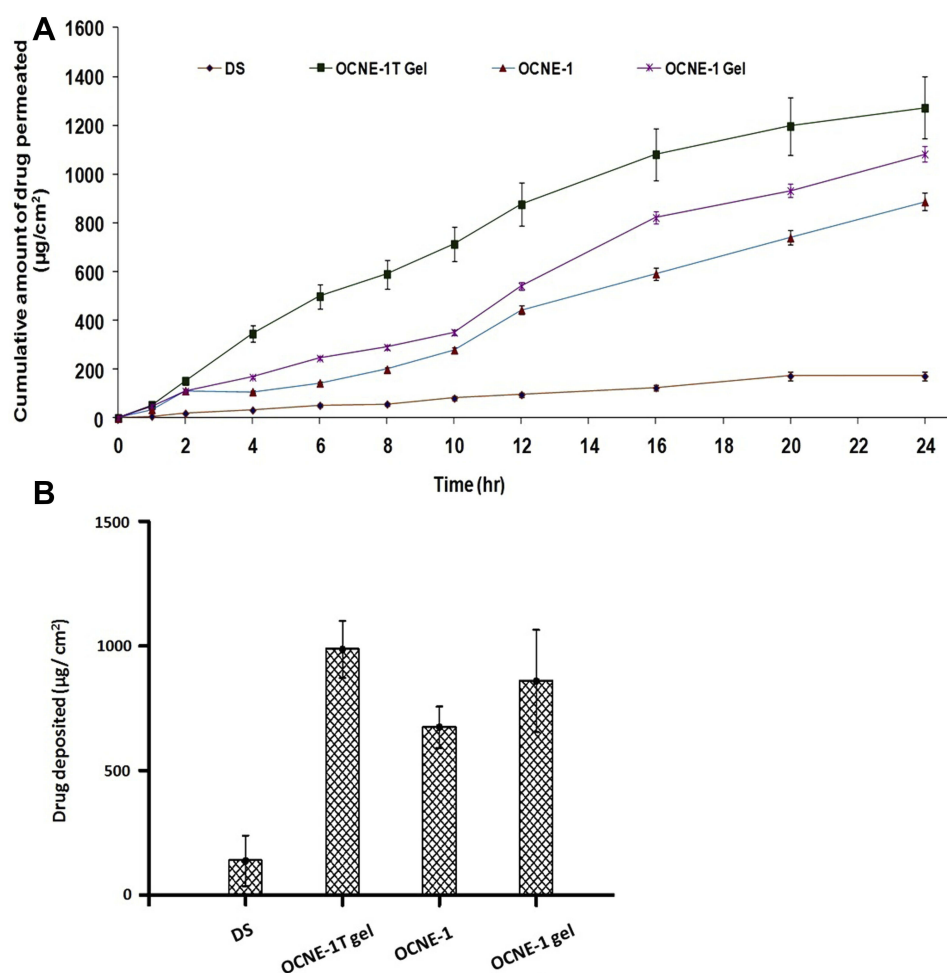 A
Cumulative amount of drug permeated
(µg/cm²)
1600
1400
1200
1000
800
600
400
200
0
DS
OCNE-1T Gel
OCNE-1
OCNE-1 Gel
0 2 4 6 8 10 12 14 16 18 20 22 24
Time (hr)
B
Drug deposited (µg/ cm²)
1500
1000
500
0
DS
OCNE-1T gel
OCNE-1
OCNE-1 gel